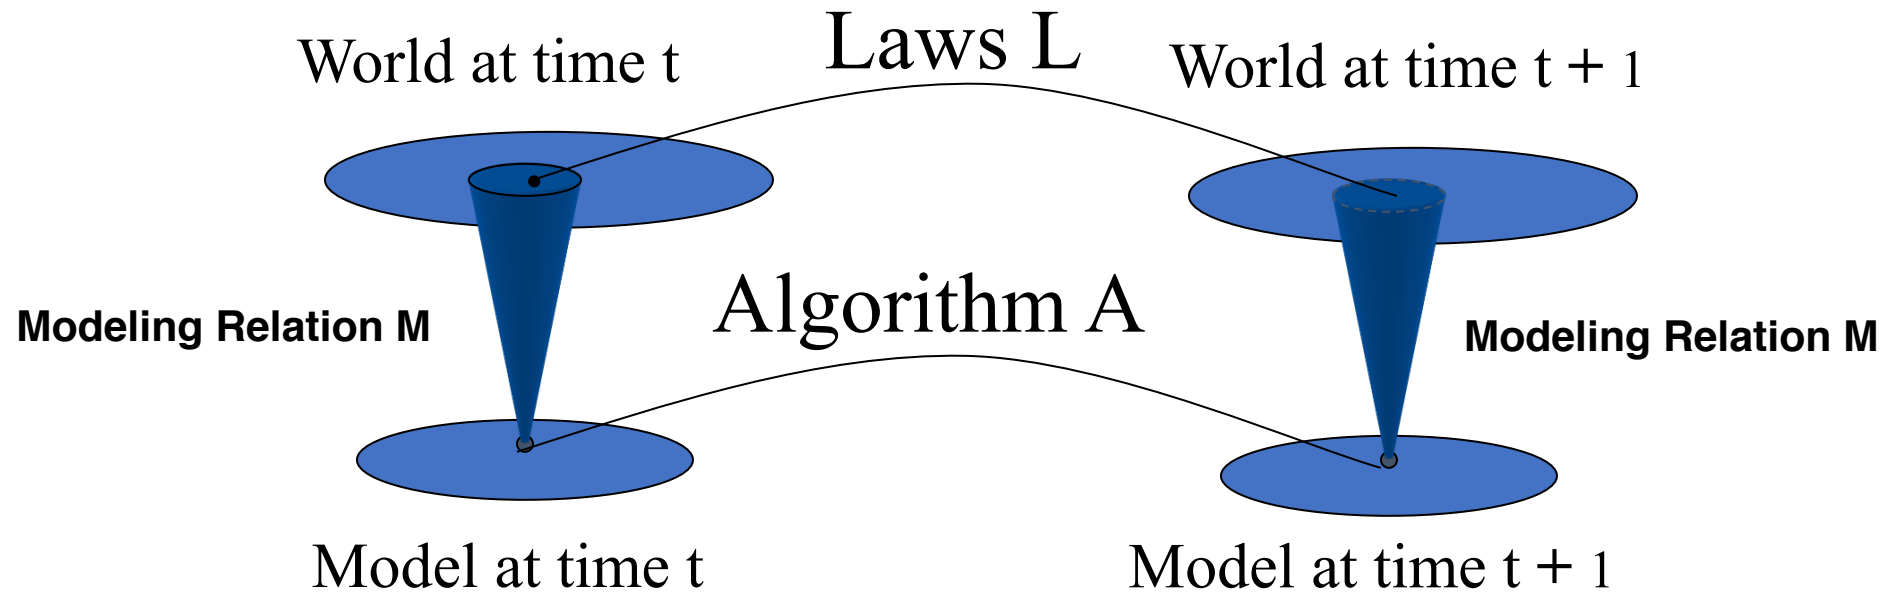 Laws L
World at time t
World at time t + 1
Algorithm A
Modeling Relation M
Modeling Relation M
Model at time t
Model at time t + 1